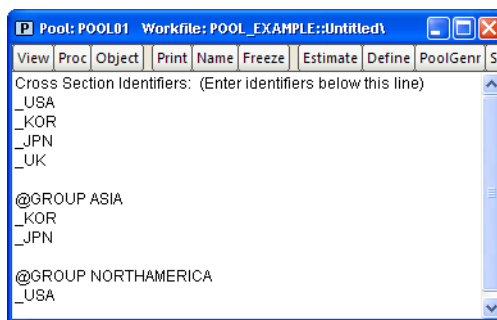 Pool: POOL01 Workfile: POOL_EXAMPLE::Untitled\
View Proc Object Print Name Freeze Estimate Define PoolGenr S
Cross Section Identifiers: (Enter identifiers below this line)
_USA
_KOR
_JPN
_UK
@GROUP ASIA
_KOR
_JPN
@GROUP NORTHAMERICA
_USA